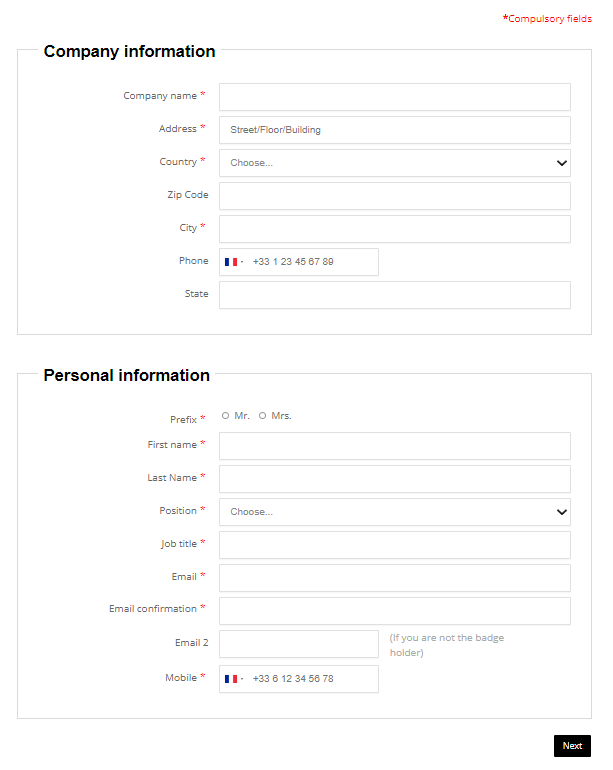 *Compulsory fields
Company information
Company name *
Address * Street/Floor/Building
Country * Choose...
Zip Code
City *
Phone +33 1 23 45 67 89
State
Personal information
Prefix * Mr. Mrs.
First name *
Last Name *
Position * Choose...
Job title *
Email *
Email confirmation *
Email 2 (If you are not the badge
holder)
Mobile * +33 6 12 34 56 78
Next